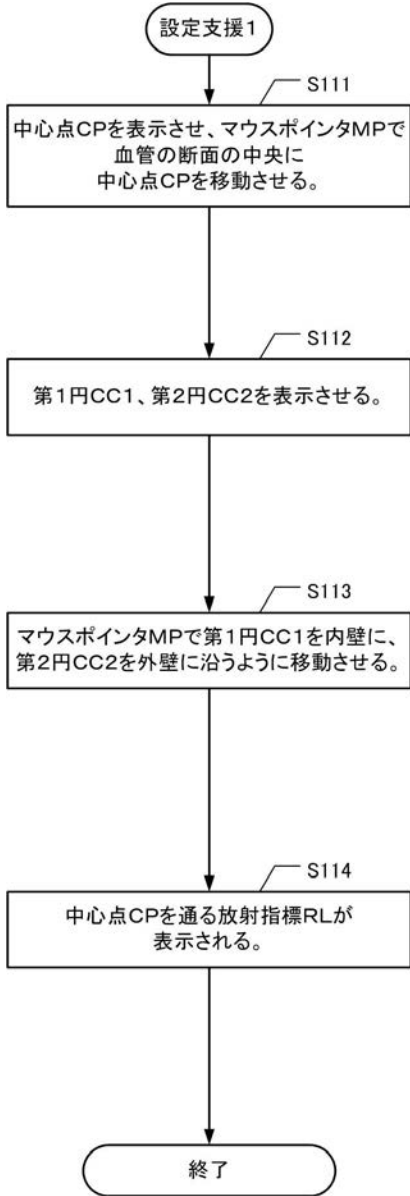 設定支援1
S111
中心点CPを表示させ、マウスポインタMPで
血管の断面の中央に
中心点CPを移動させる。
S112
第1円CC1、第2円CC2を表示させる。
S113
マウスポインタMPで第1円CC1を内壁に、
第2円CC2を外壁に沿うように移動させる。
S114
中心点CPを通る放射指標RLが
表示される。
終了